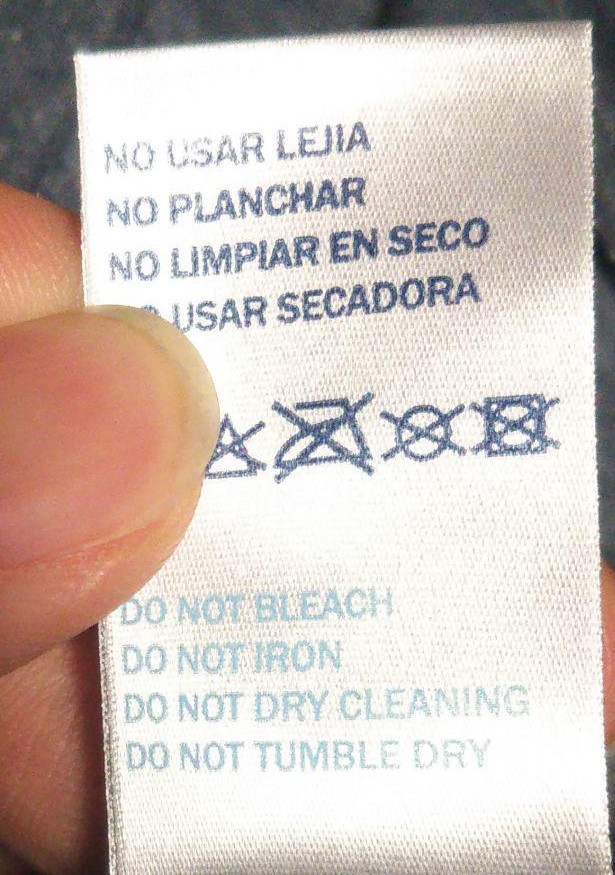 NO USAR LEJIA
NO PLANCHAR
NO LIMPIAR EN SECO
USAR SECADORA
DO NOT BLEACH
DO NOT IRON
DO NOT DRY CLEANING
DO NOT TUMBLE DRY